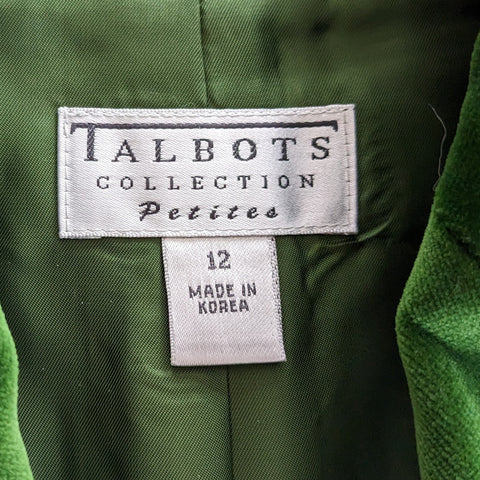 TALBOTS
COLLECTION
Petites
12
MADE IN
KOREA